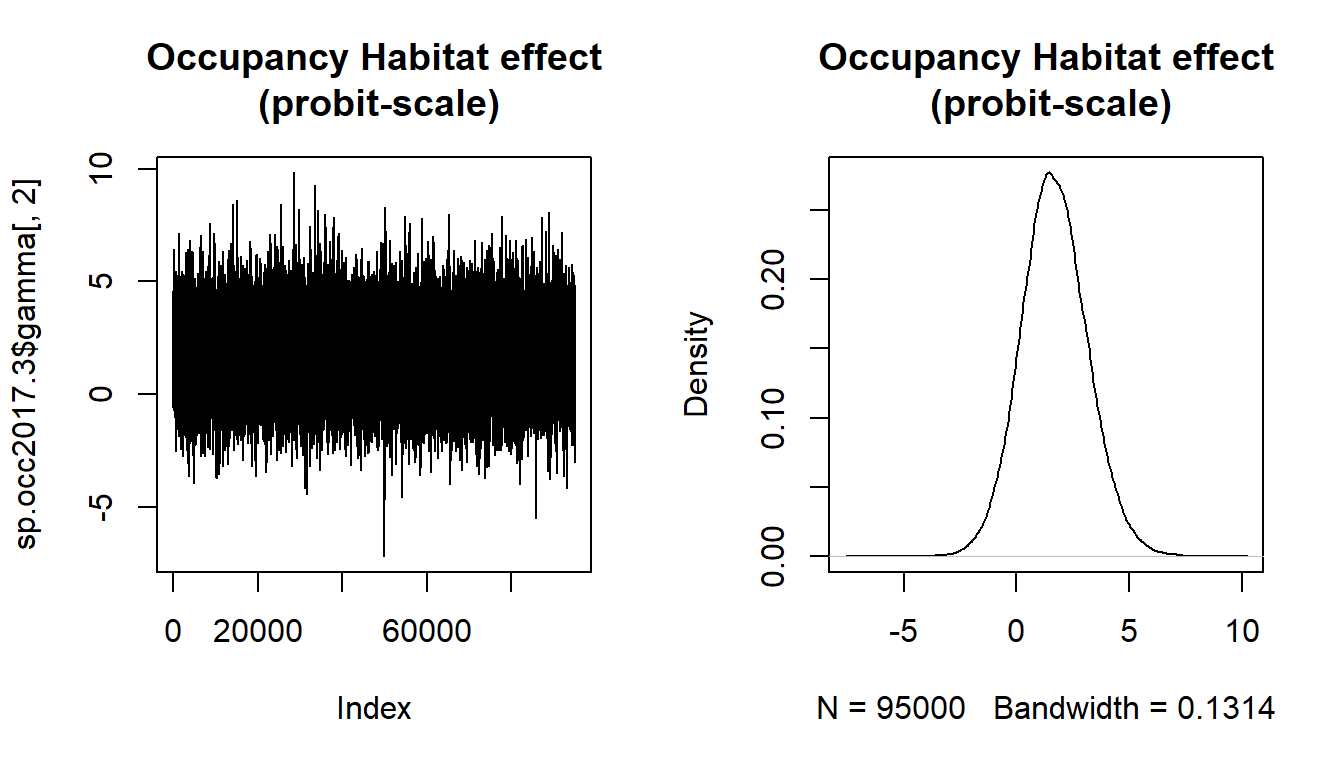 Occupancy Habitat effect
(probit-scale)
sp.occ2017.3$gamma[, 2]
10
5
0
-5
0 20000 60000
Index
Occupancy Habitat effect
(probit-scale)
Density
0.20
0.10
0.00
-5 0 5 10
N = 95000 Bandwidth = 0.1314